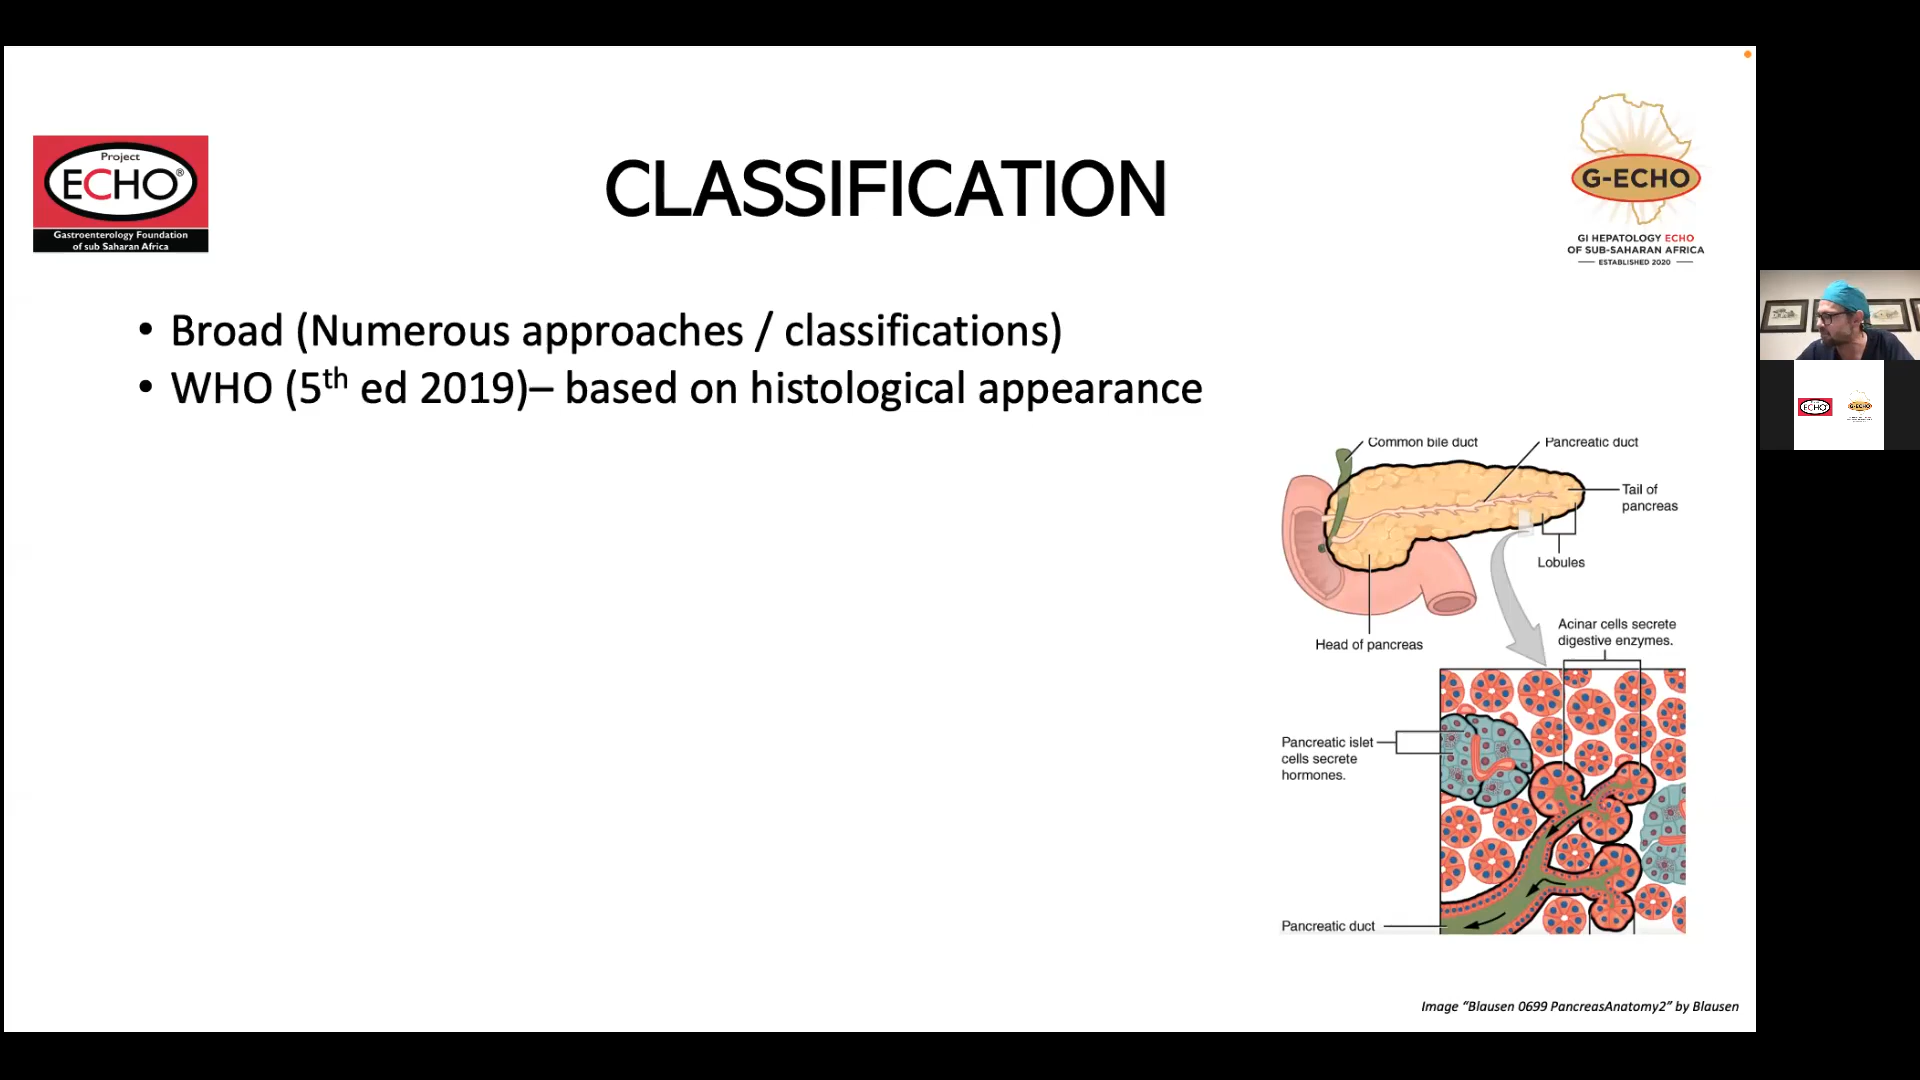 Project
ECHO®
Gastroenterology Foundation
of sub Saharan Africa
CLASSIFICATION
G-ECHO
GI HEPATOLOGY ECHO
OF SUB-SAHARAN AFRICA
ESTABLISHED 2020
• Broad (Numerous approaches / classifications)
• WHO (5th ed 2019)– based on histological appearance
Common bile duct
Pancreatic duct
Tail of
pancreas
Lobules
Head of pancreas
Acinar cells secrete
digestive enzymes.
Pancreatic islet
cells secrete
hormones.
Pancreatic duct
Image “Blausen 0699 PancreasAnatomy2” by Blausen
ECHO
G-ECHO